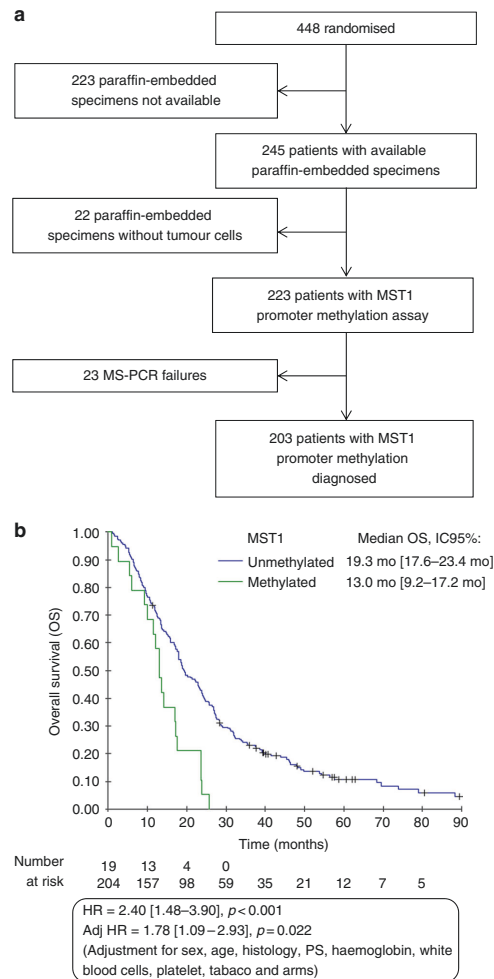 a
448 randomised
223 paraffin-embedded
specimens not available
245 patients with available
paraffin-embedded specimens
22 paraffin-embedded
specimens without tumour cells
223 patients with MST1
promoter methylation assay
23 MS-PCR failures
203 patients with MST1
promoter methylation
diagnosed
b
MST1 Median OS, IC95%:
Unmethylated 19.3 mo [17.6–23.4 mo]
Methylated 13.0 mo [9.2–17.2 mo]
Overall survival (OS)
1.00
0.90
0.80
0.70
0.60
0.50
0.40
0.30
0.20
0.10
0.00
0 10 20 30 40 50 60 70 80 90
Time (months)
Number
at risk
19 13 4 0
204 157 98 59 35 21 12 7 5
HR = 2.40 [1.48–3.90], p < 0.001
Adj HR = 1.78 [1.09–2.93], p = 0.022
(Adjustment for sex, age, histology, PS, haemoglobin, white
blood cells, platelet, tabaco and arms)